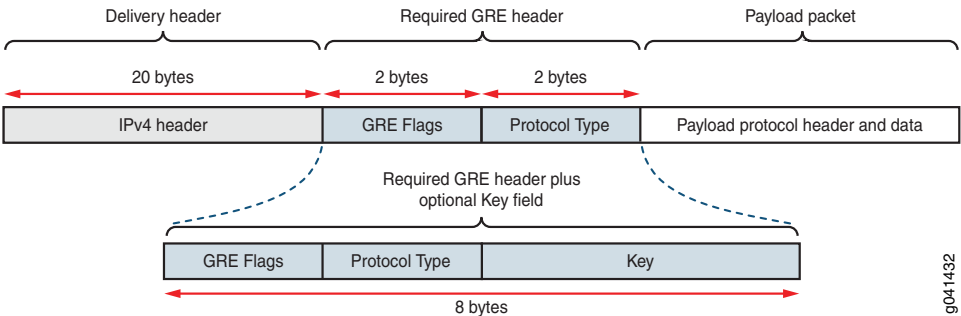 Delivery header
Required GRE header
Payload packet
20 bytes
2 bytes
2 bytes
IPv4 header
GRE Flags
Protocol Type
Payload protocol header and data
Required GRE header plus
optional Key field
GRE Flags
Protocol Type
Key
8 bytes
g041432